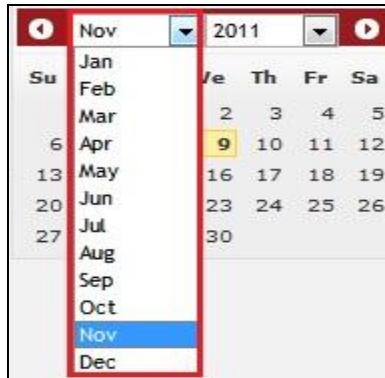 Nov 2011
Su /e Th Fr Sa
Jan
Feb
Mar 2 3 4 5
6 Apr 9 10 11 12
13 May 16 17 18 19
20 Jun 23 24 25 26
27 Jul 30
Aug
Sep
Oct
Nov
Dec